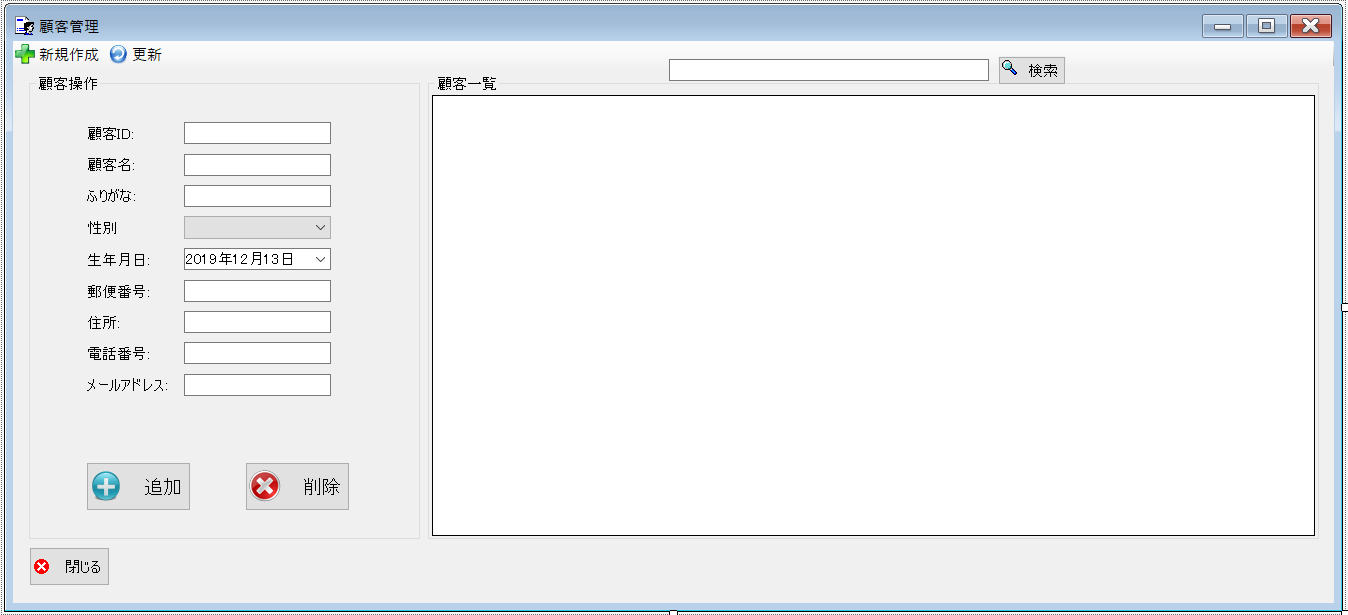 顧客管理
新規作成 更新
検索
顧客操作
顧客ID:
顧客名:
ふりがな:
性別
生年月日: 2019年12月13日
郵便番号:
住所:
電話番号:
メールアドレス:
追加 削除
顧客一覧
閉じる